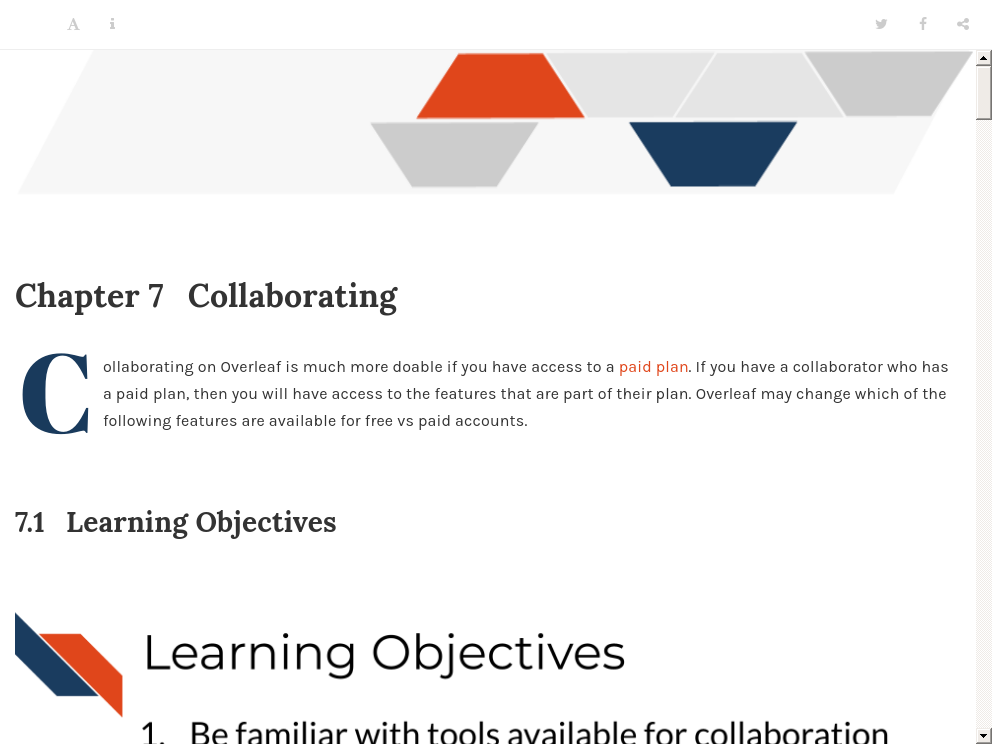 Chapter 7 Collaborating
Collaborating on Overleaf is much more doable if you have access to a paid plan. If you have a collaborator who has
a paid plan, then you will have access to the features that are part of their plan. Overleaf may change which of the
following features are available for free vs paid accounts.
7.1 Learning Objectives
Learning Objectives
1. Be familiar with tools available for collaboration